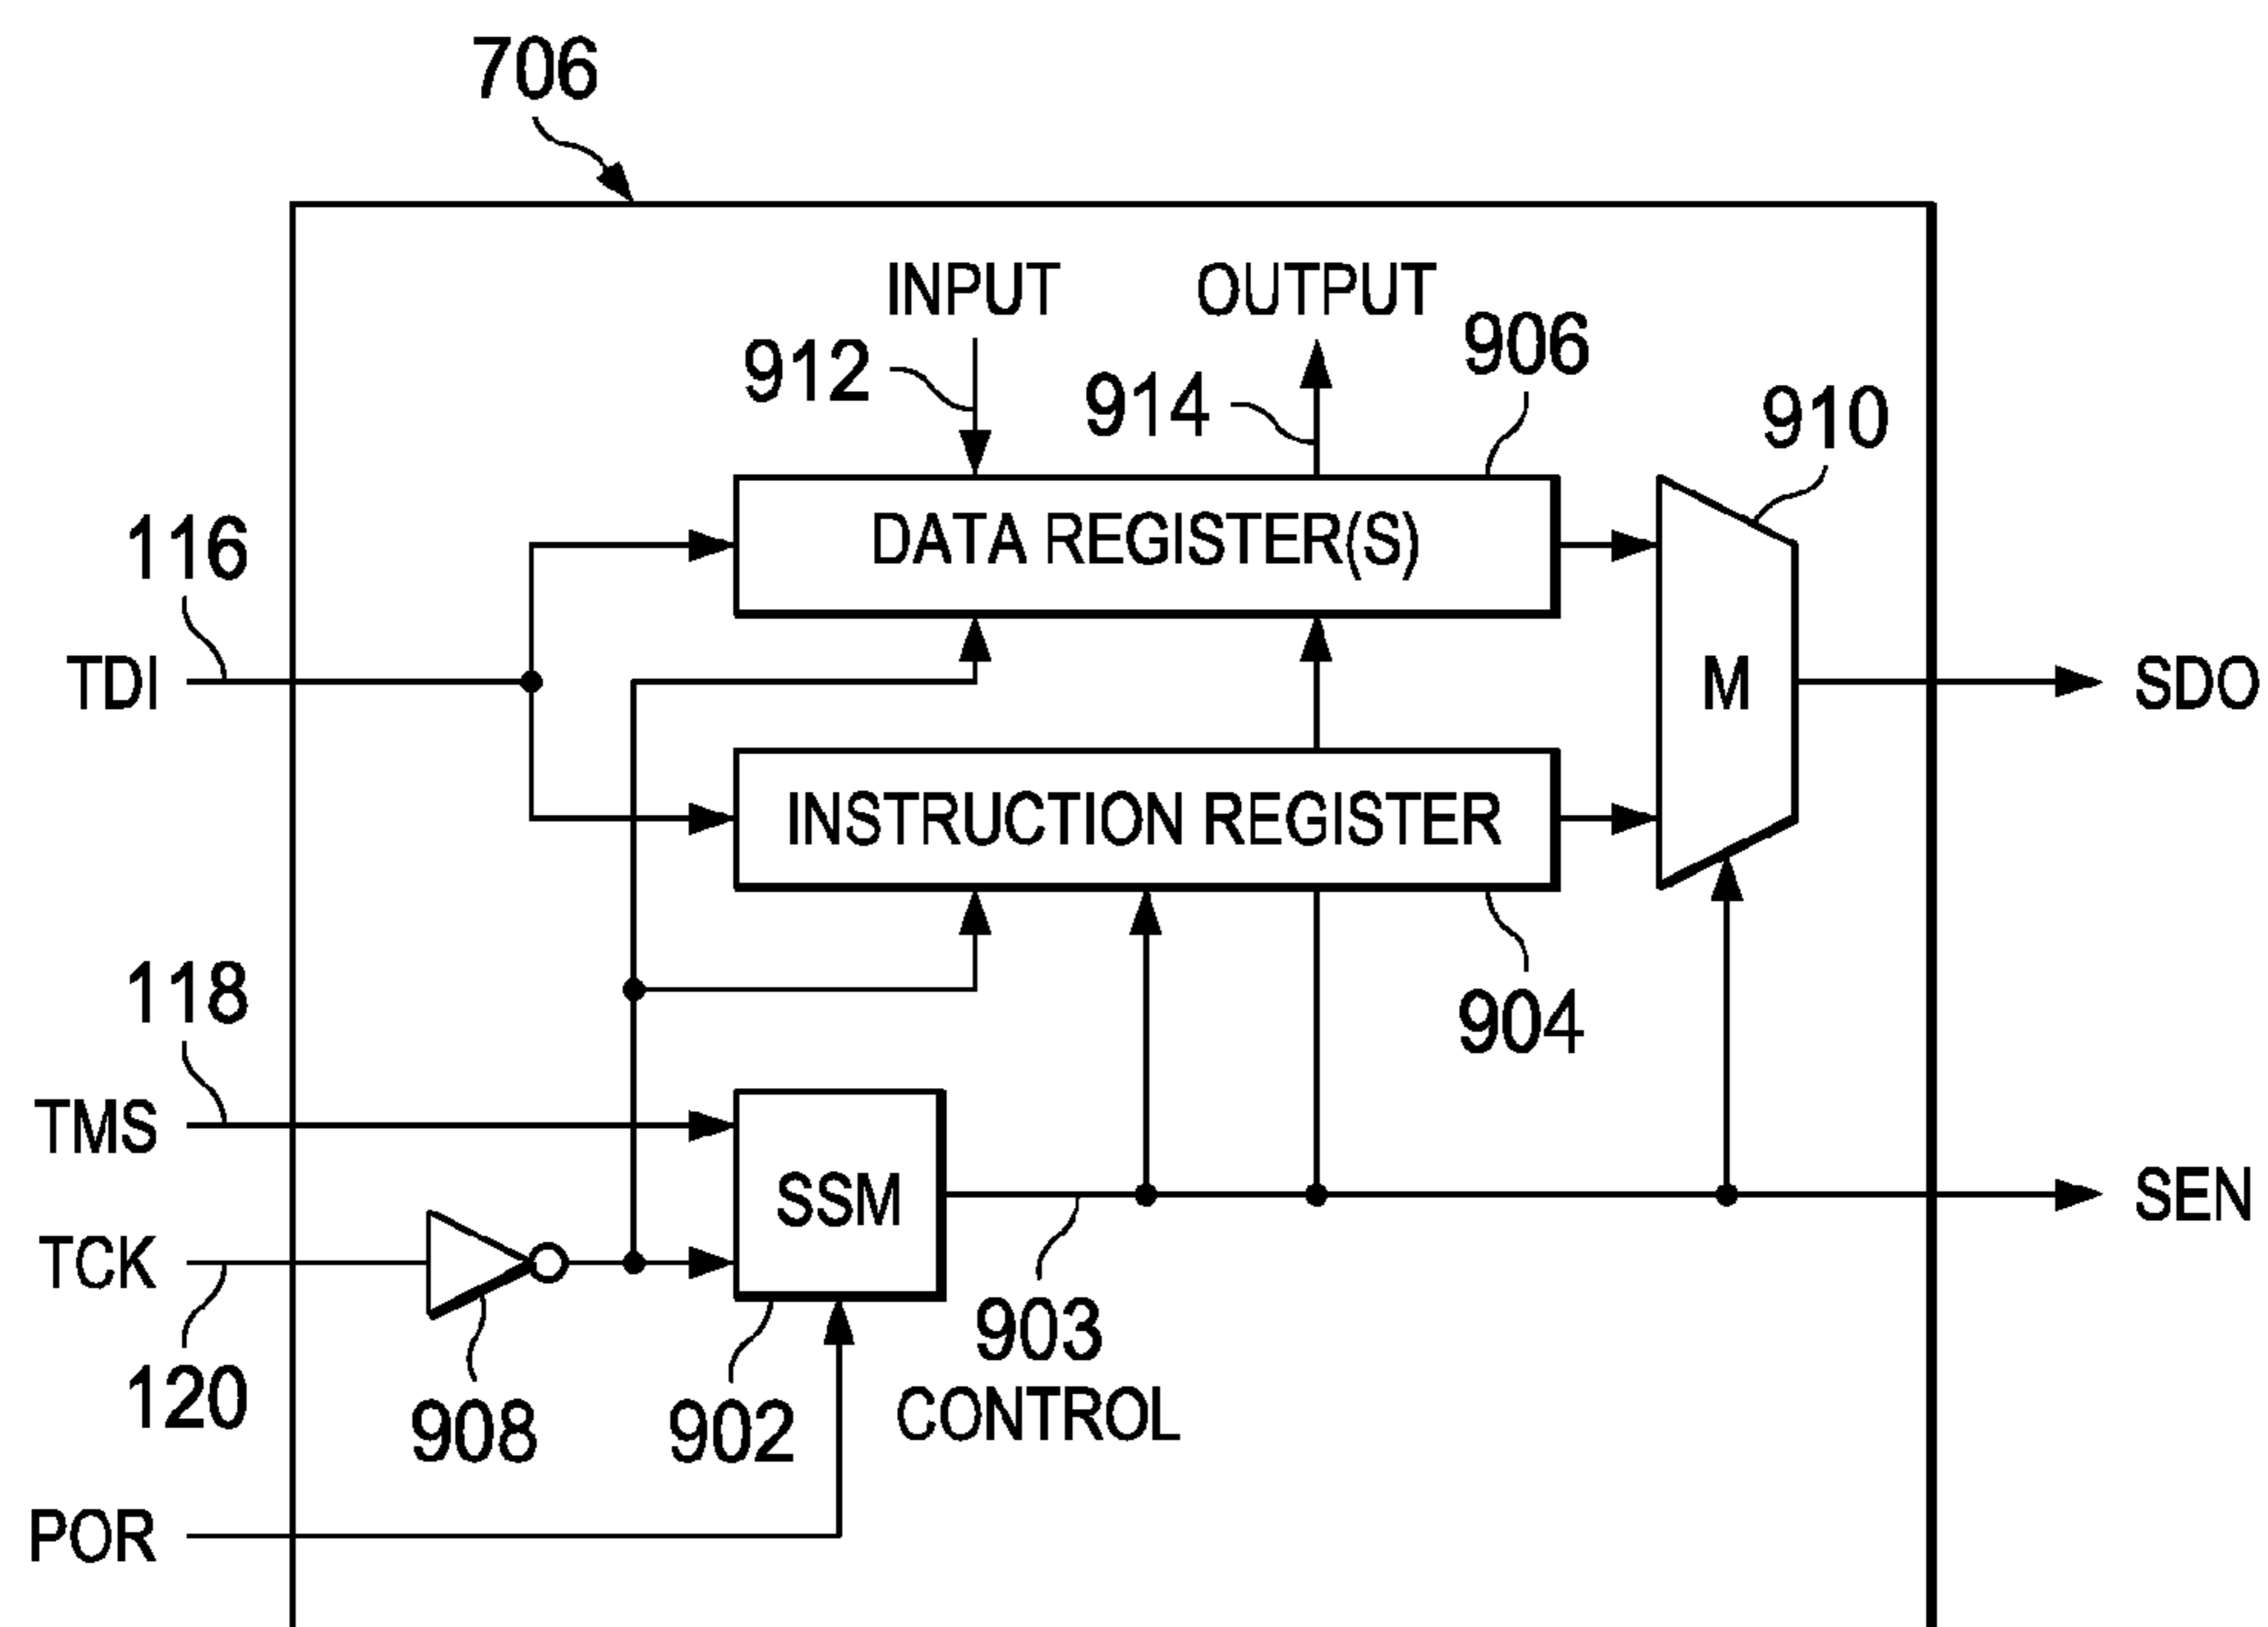 706
INPUT
OUTPUT
906
912
914
910
116
DATA REGISTER(S)
TDI
M
SDO
INSTRUCTION REGISTER
118
904
TMS
SSM
SEN
TCK
903
CONTROL
120
908
902
POR